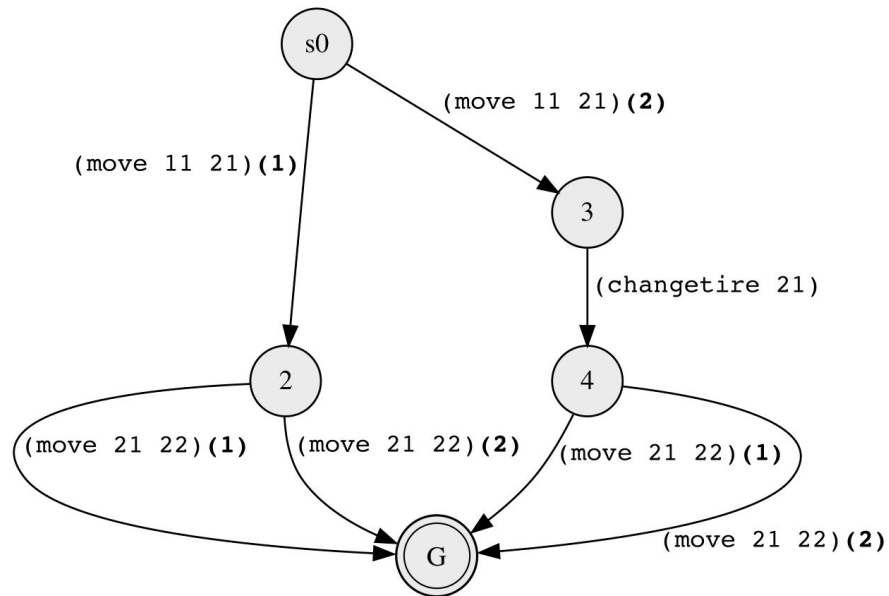 s0
(move 11 21)(2)
(move 11 21)(1)
3
(changetire 21)
2
4
(move 21 22)(1)
(move 21 22)(2)
(move 21 22)(1)
(move 21 22)(2)
G